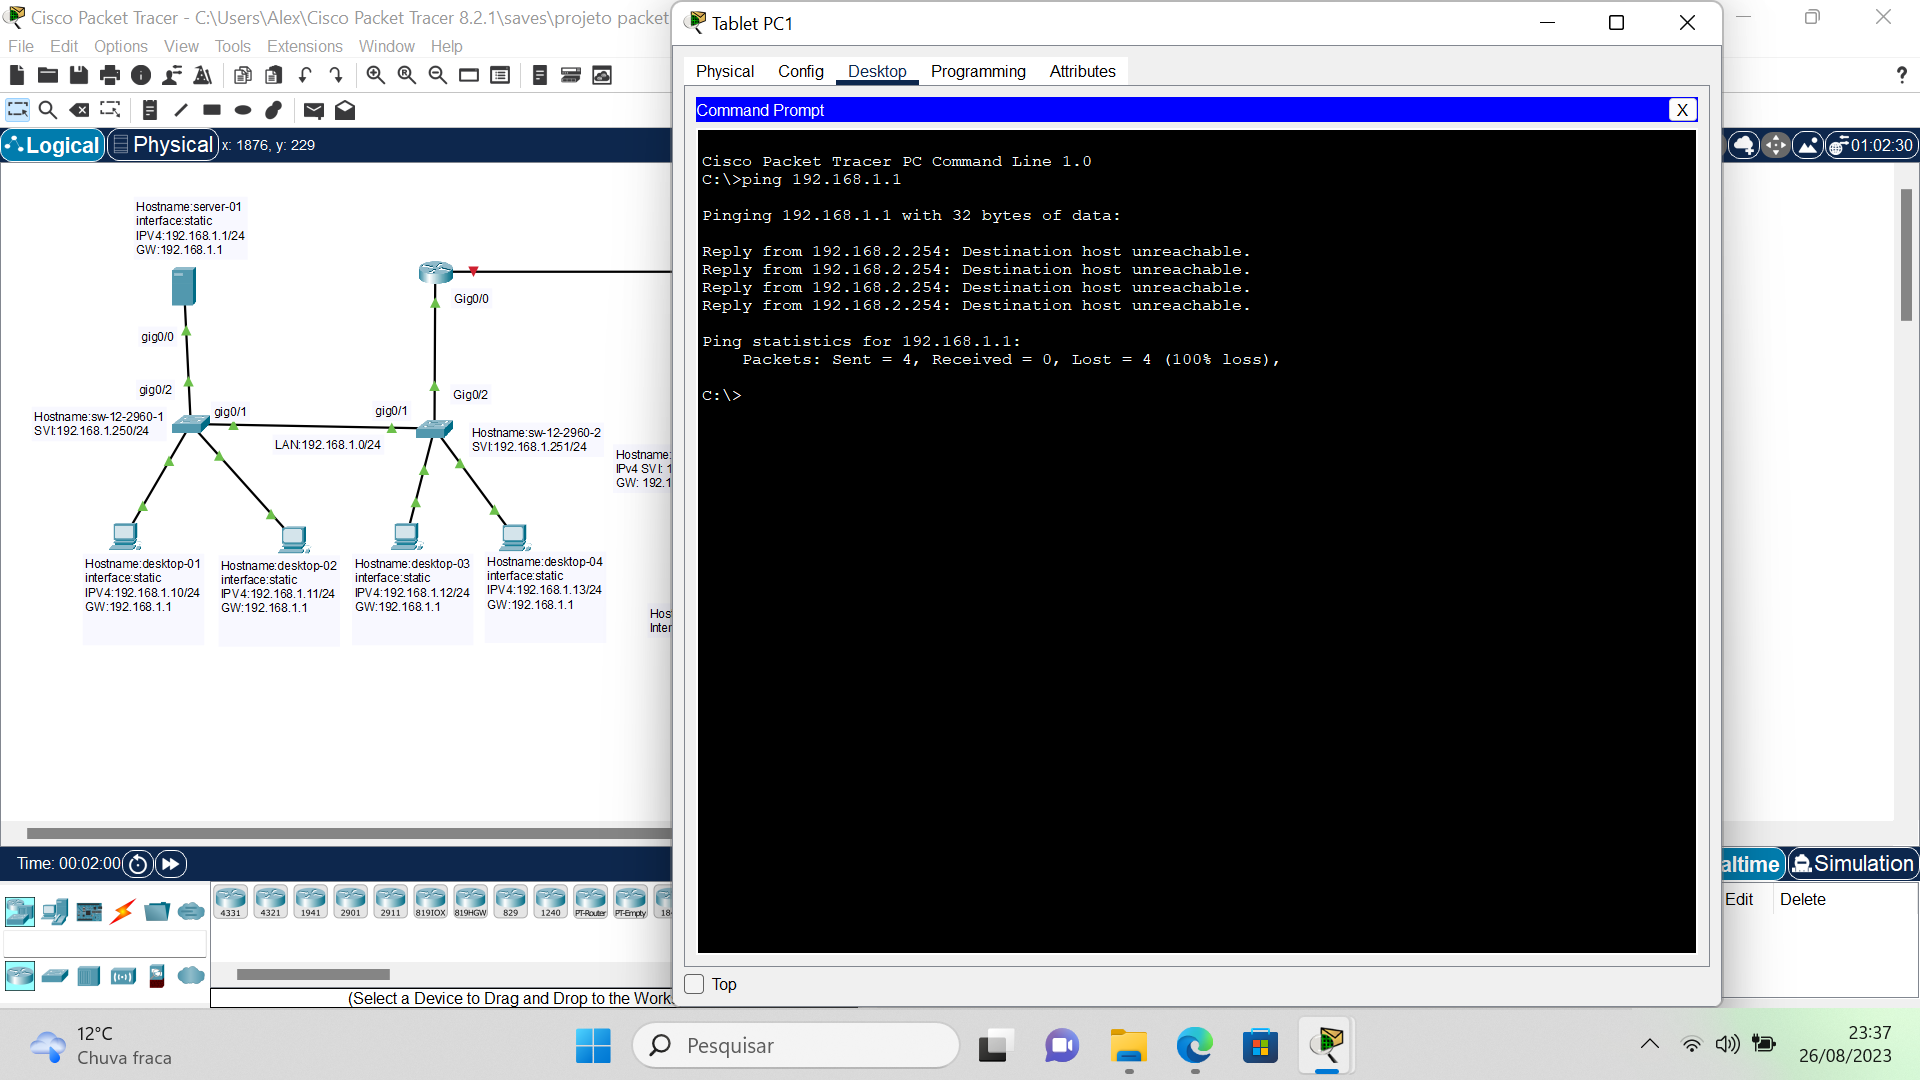 Cisco Packet Tracer - C:\Users\Alex\Cisco Packet Tracer 8.2.1\saves\projeto packet
File Edit Options View Tools Extensions Window Help
?
Logical Physical x: 1876, y: 229
01:02:30
Hostname:server-01
interface:static
IPV4:192.168.1.1/24
GW:192.168.1.1
gig0/0
gig0/2
Hostname:sw-12-2960-1
SVI:192.168.1.250/24
gig0/1
LAN:192.168.1.0/24
gig0/1
Gig0/0
Gig0/2
Hostname:sw-12-2960-2
SVI:192.168.1.251/24
Hostname:
IPv4 SVI: 1
GW: 192.1
Hostname:desktop-01
interface:static
IPV4:192.168.1.10/24
GW:192.168.1.1
Hostname:desktop-02
interface:static
IPV4:192.168.1.11/24
GW:192.168.1.1
Hostname:desktop-03
interface:static
IPV4:192.168.1.12/24
GW:192.168.1.1
Hostname:desktop-04
interface:static
IPV4:192.168.1.13/24
GW:192.168.1.1
Hos
Inter
Tablet PC1
Physical Config Desktop Programming Attributes
Command Prompt
X
Cisco Packet Tracer PC Command Line 1.0
C:\>ping 192.168.1.1
Pinging 192.168.1.1 with 32 bytes of data:
Reply from 192.168.2.254: Destination host unreachable.
Reply from 192.168.2.254: Destination host unreachable.
Reply from 192.168.2.254: Destination host unreachable.
Reply from 192.168.2.254: Destination host unreachable.
Ping statistics for 192.168.1.1:
Packets: Sent = 4, Received = 0, Lost = 4 (100% loss),
C:\>
Top
Time: 00:02:00
altime Simulation
Edit Delete
4331 4321 1941 2901 2911 819IOX 819HGW 829 1240 PT-Router PT-Empty 18
(Select a Device to Drag and Drop to the Work
12°C
Chuva fraca
Pesquisar
23:37
26/08/2023